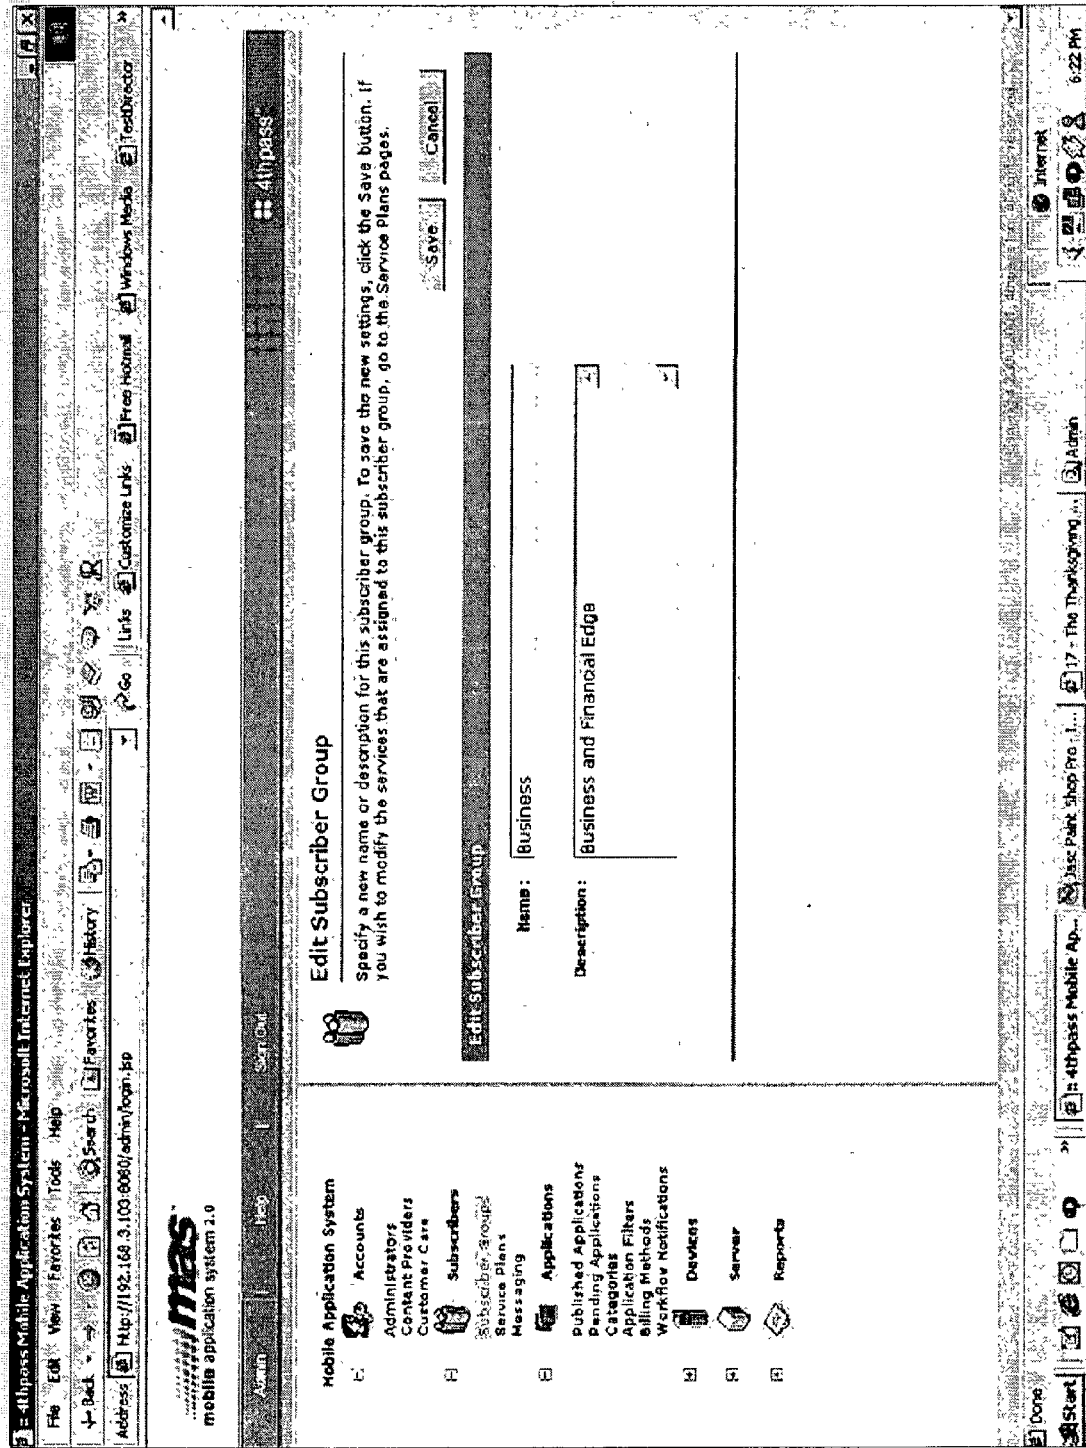 :: 4thpass Mobile Application System - Microsoft Internet Explorer
File Edit View Favorites Tools Help
Back Search Favorites History
Address http://192.168.3.103:8080/admin/login.jsp Go Links Customize Links Free Hotmail Windows Media TestDirector »
mas™
mobile application system 2.0
Admin | Help | Sign Out 4thpass
Mobile Application System
Accounts
Administrators
Content Providers
Customer Care
Subscribers
Subscriber Groups
Service Plans
Messaging
Applications
Published Applications
Pending Applications
Categories
Application Filters
Billing Methods
Workflow Notifications
Devices
Server
Reports
Edit Subscriber Group
Specify a new name or description for this subscriber group. To save the new settings, click the Save button. If
you wish to modify the services that are assigned to this subscriber group, go to the Service Plans pages.
Save Cancel
Edit Subscriber Group
Name: Business
Description: Business and Financial Edge
Done Internet
Start » :: 4thpass Mobile Ap... Jasc Paint Shop Pro - I... 17 - The Thanksgiving ... Admin 6:22 PM